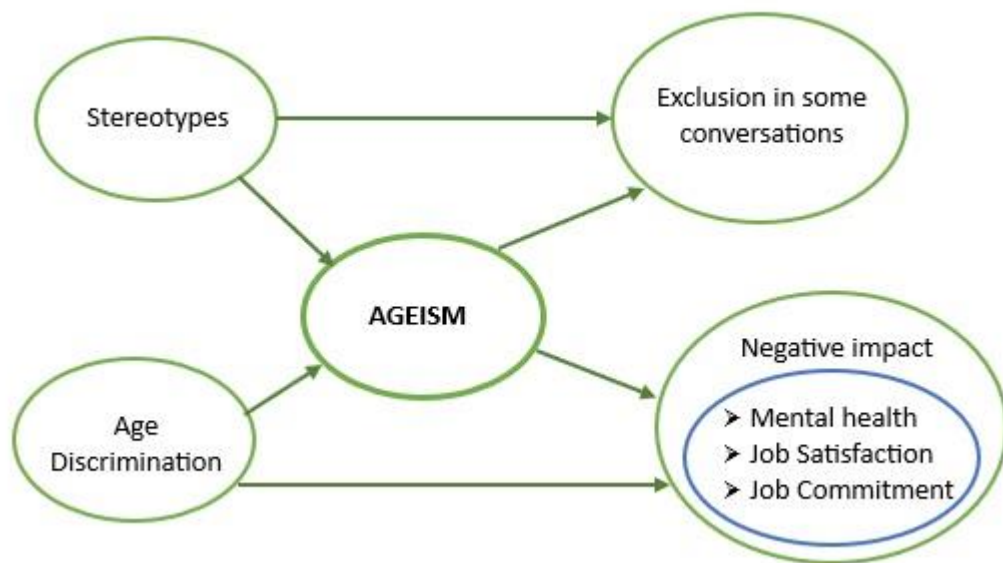 Stereotypes
Exclusion in some
conversations
AGEISM
Age
Discrimination
Negative impact
➢ Mental health
➢ Job Satisfaction
➢ Job Commitment